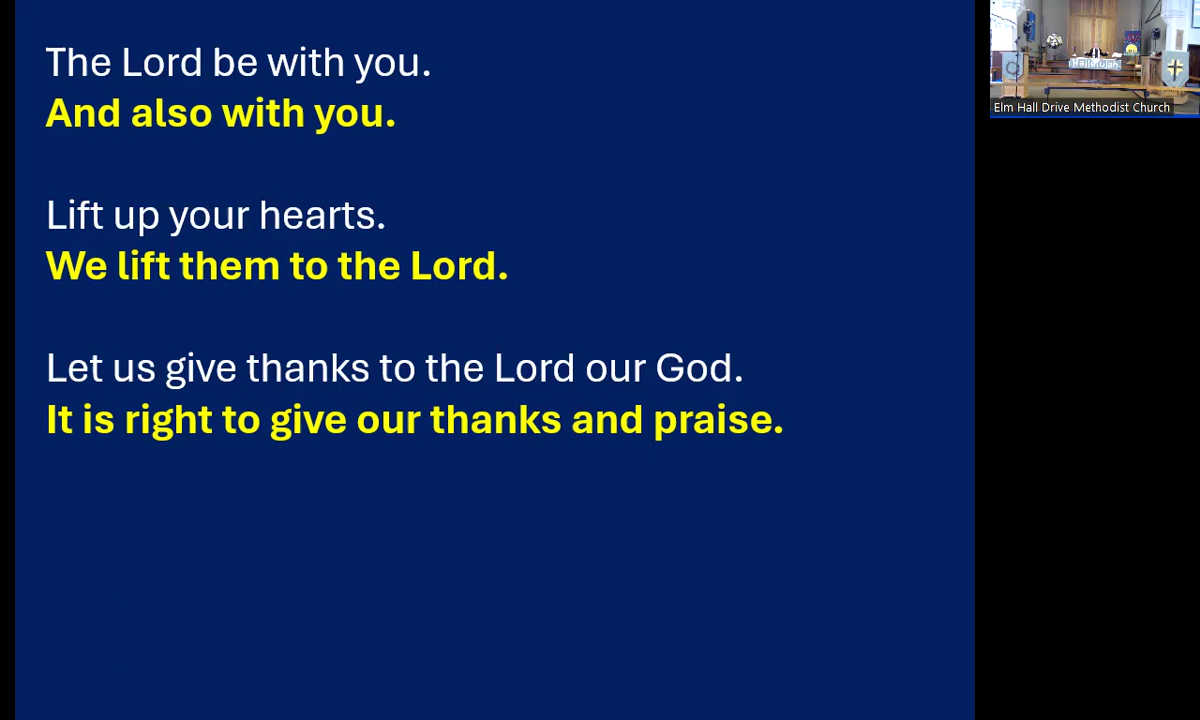 The Lord be with you.
And also with you.
Lift up your hearts.
We lift them to the Lord.
Let us give thanks to the Lord our God.
It is right to give our thanks and praise.
Hallelujah
Elm Hall Drive Methodist Church